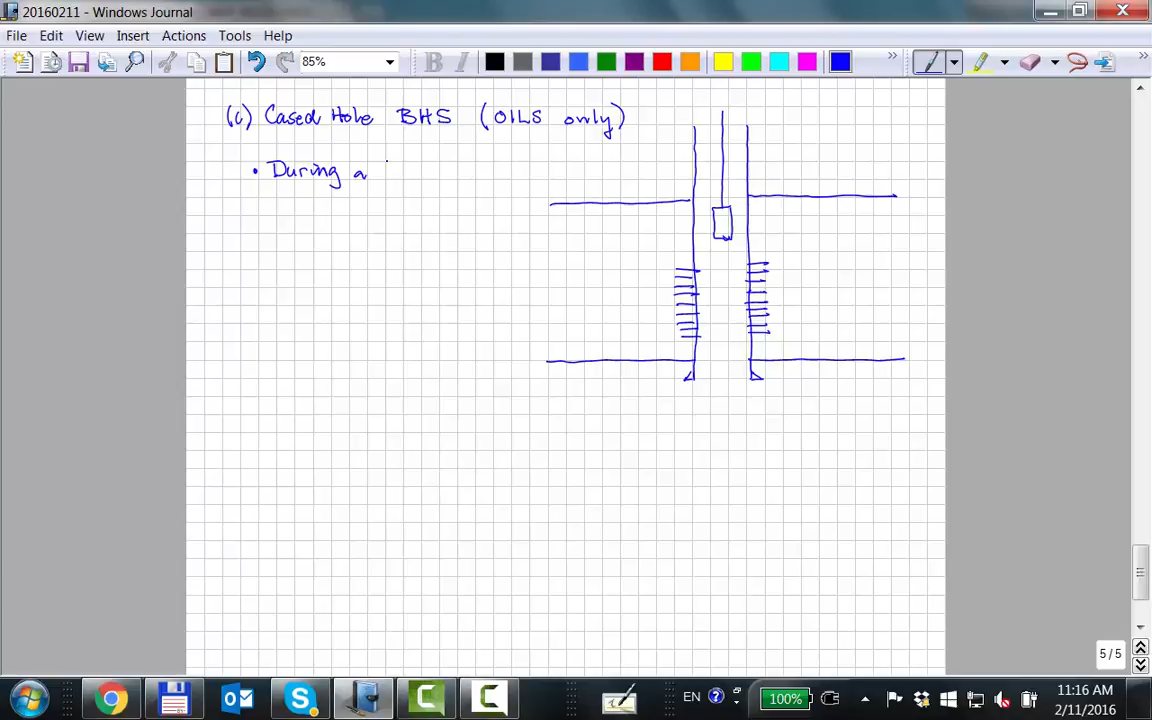 20160211 - Windows Journal
File Edit View Insert Actions Tools Help
85%
B I
(c) Cased Hole BHS (OILS only)
• During a
5 / 5
EN 100% 11:16 AM
2/11/2016